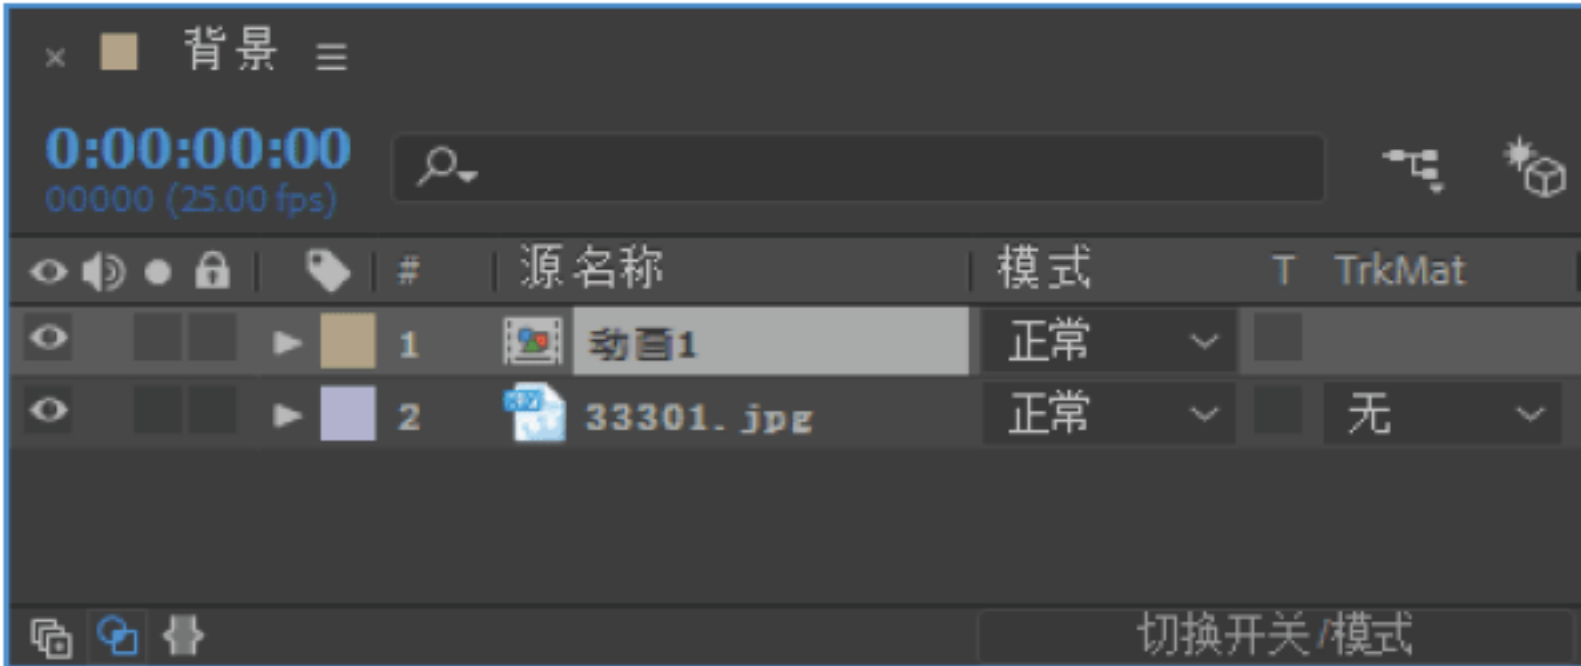 背景
0:00:00:00
00000 (25.00 fps)
# 源名称 模式 T TrkMat
1 动画1 正常
2 33301.jpg 正常 无
切换开关/模式